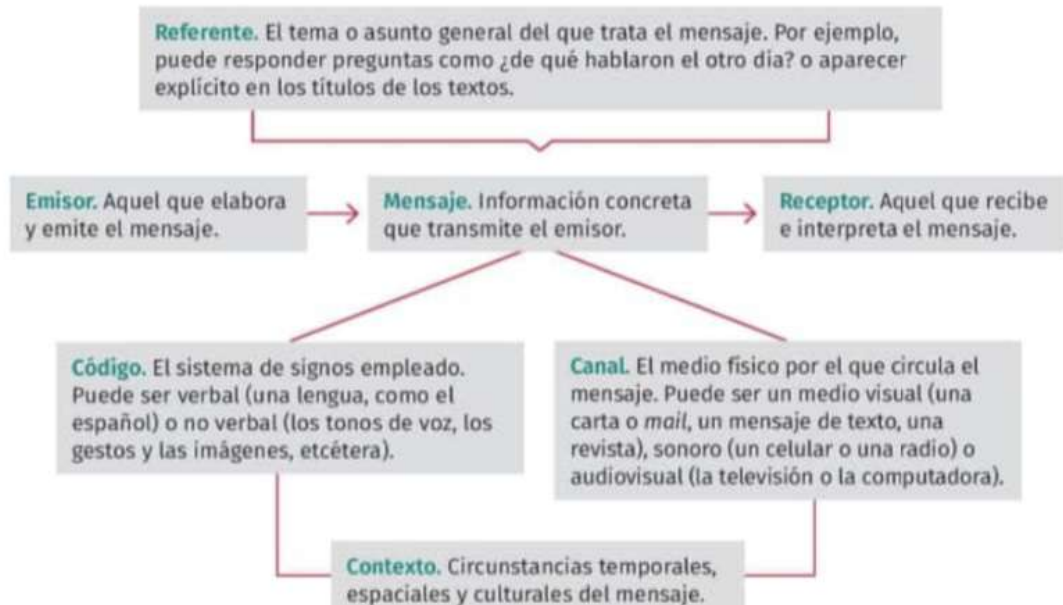 Referente. El tema o asunto general del que trata el mensaje. Por ejemplo,
puede responder preguntas como ¿de qué hablaron el otro día? o aparecer
explícito en los títulos de los textos.
Emisor. Aquel que elabora
y emite el mensaje.
Mensaje. Información concreta
que transmite el emisor.
Receptor. Aquel que recibe
e interpreta el mensaje.
Código. El sistema de signos empleado.
Puede ser verbal (una lengua, como el
español) o no verbal (los tonos de voz, los
gestos y las imágenes, etcétera).
Canal. El medio físico por el que circula el
mensaje. Puede ser un medio visual (una
carta o mail, un mensaje de texto, una
revista), sonoro (un celular o una radio) o
audiovisual (la televisión o la computadora).
Contexto. Circunstancias temporales,
espaciales y culturales del mensaje.